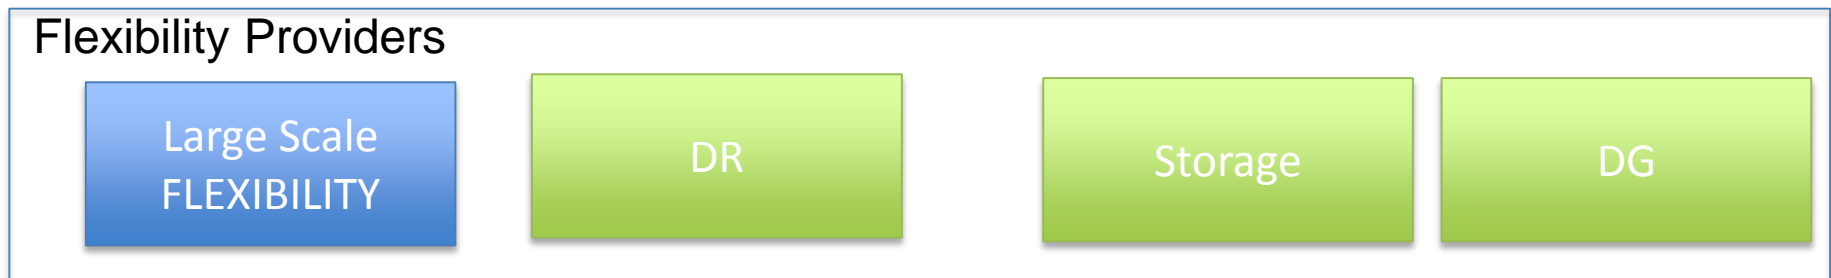 Flexibility Providers
Large Scale
FLEXIBILITY
DR
Storage
DG